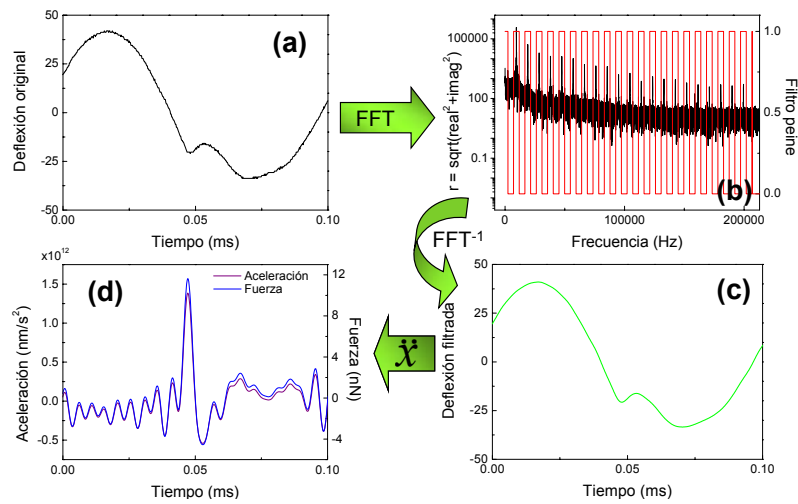 (a)
Deflexión original
50
25
0
-25
-50
0.00
0.05
0.10
Tiempo (ms)
FFT
(b)
r = sqrt(real²+imag²)
100000
100
0.1
0
100000
200000
Frecuencia (Hz)
Filtro peine
1.0
0.5
0.0
FFT⁻¹
(c)
Deflexión filtrada
50
25
0
-25
-50
0.00
0.05
0.10
Tiempo (ms)
ẍ
(d)
x10¹²
Aceleración
Fuerza
Aceleración (nm/s²)
1.5
1.0
0.5
0.0
-0.5
Fuerza (nN)
12
8
4
0
-4
0.00
0.05
0.10
Tiempo (ms)